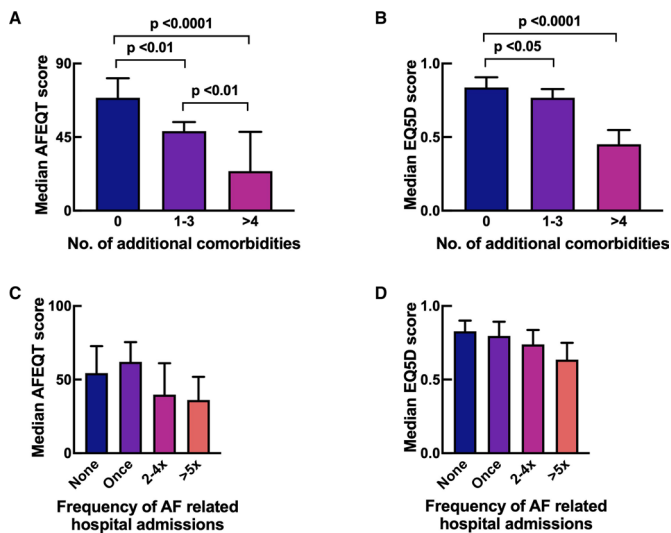 A
p <0.0001
p <0.01
p <0.01
Median AFEQT score
90
45
0
0 1-3 >4
No. of additional comorbidities
B
p <0.0001
p <0.05
Median EQ5D score
1.0
0.5
0.0
0 1-3 >4
No. of additional comorbidities
C
Median AFEQT score
100
50
0
None Once 2-4x >5x
Frequency of AF related
hospital admissions
D
Median EQ5D score
1.0
0.5
0.0
None Once 2-4x >5x
Frequency of AF related
hospital admissions